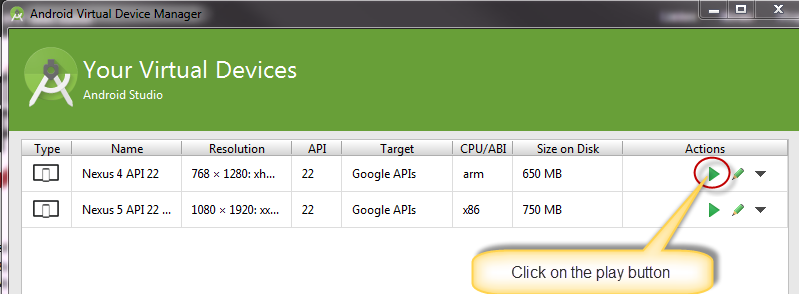 Android Virtual Device Manager
Your Virtual Devices
Android Studio
Type Name Resolution API Target CPU/ABI Size on Disk Actions
Nexus 4 API 22 768 × 1280: xh... 22 Google APIs arm 650 MB
Nexus 5 API 22 ... 1080 × 1920: xx... 22 Google APIs x86 750 MB
Click on the play button